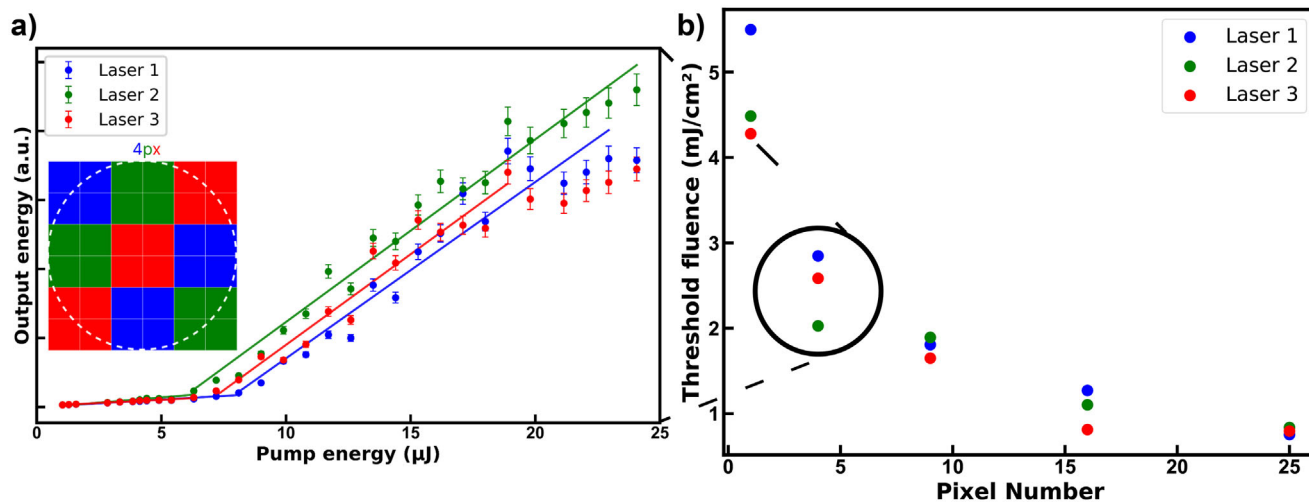 a)
Laser 1
Laser 2
Laser 3
4px
Output energy (a.u.)
0 5 10 15 20 25
Pump energy (μJ)
b)
Laser 1
Laser 2
Laser 3
Threshold fluence (mJ/cm²)
5
4
3
2
1
0 5 10 15 20 25
Pixel Number